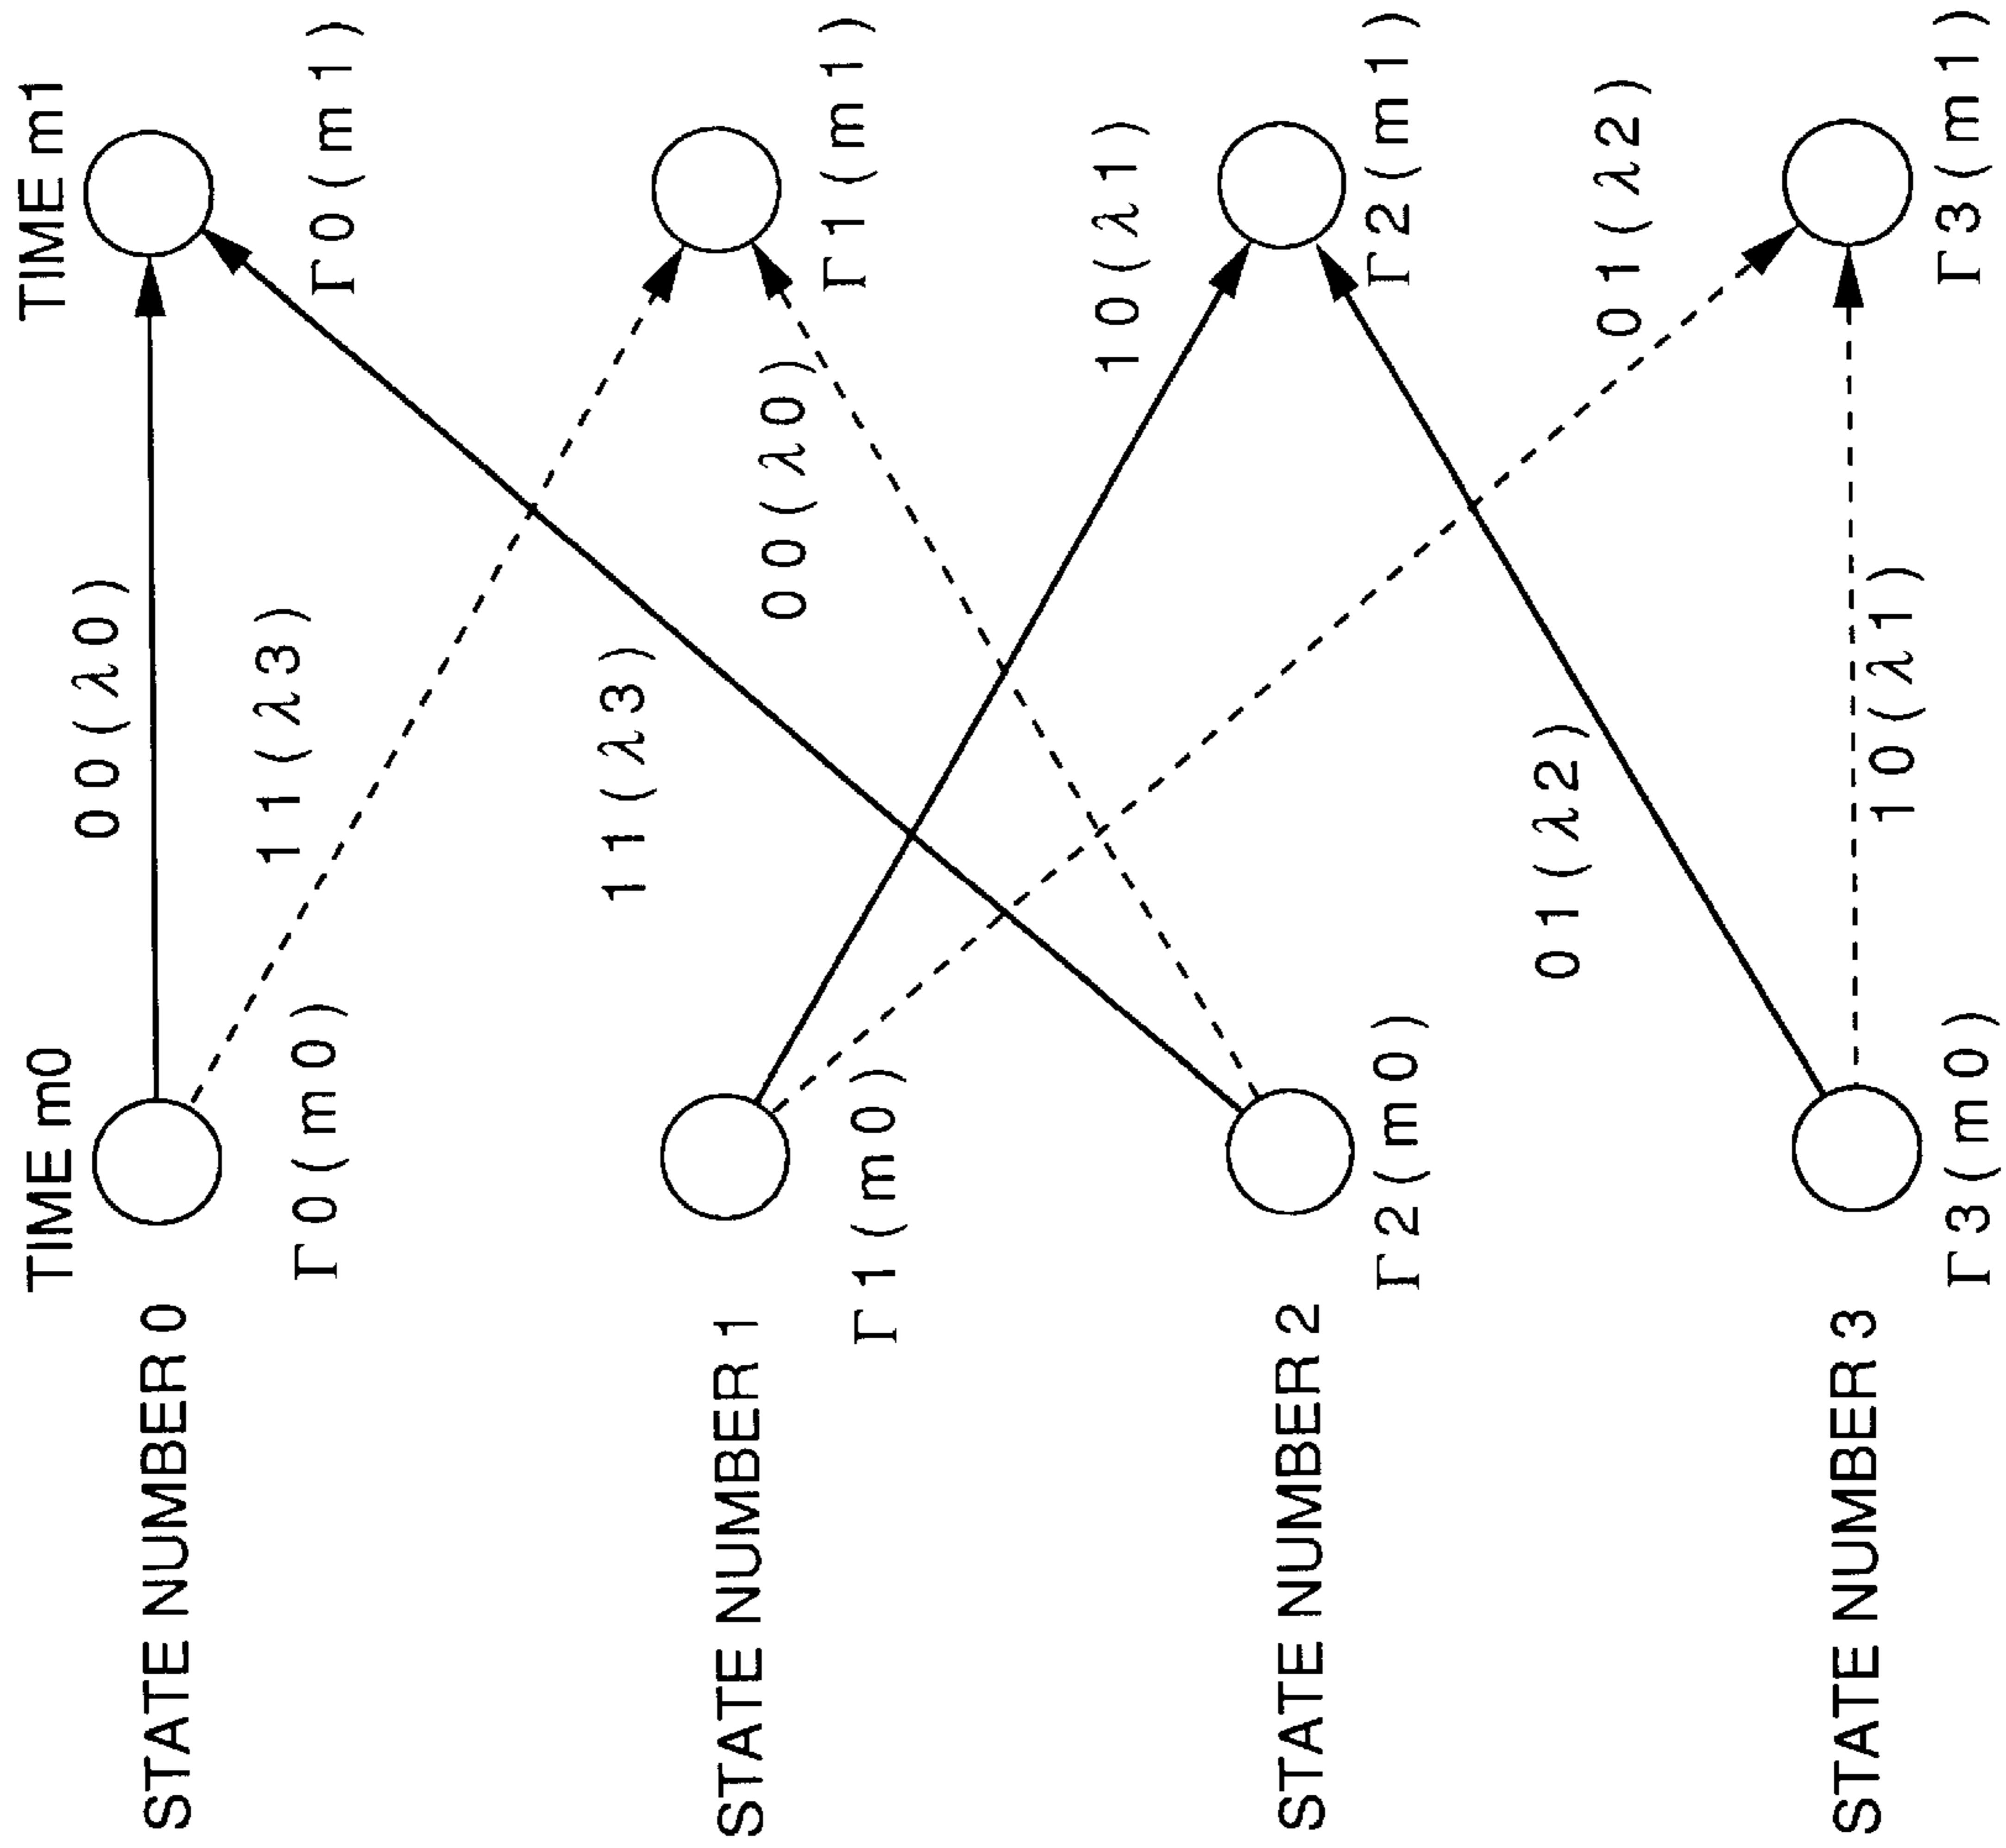 TIME m0
TIME m1
STATE NUMBER 0
00(λ0)
Γ0(m0)
11(λ3)
Γ0(m1)
STATE NUMBER 1
11(λ3)
Γ1(m0)
00(λ0)
Γ1(m1)
STATE NUMBER 2
10(λ1)
Γ2(m0)
Γ2(m1)
01(λ2)
01(λ2)
STATE NUMBER 3
10(λ1)
Γ3(m0)
Γ3(m1)